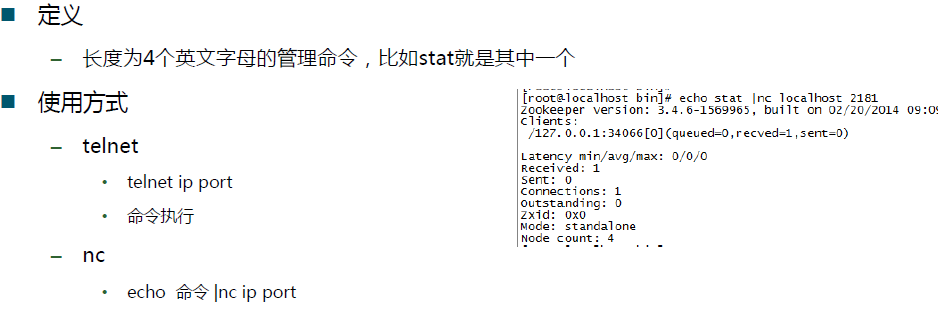 定义
长度为4个英文字母的管理命令，比如stat就是其中一个
使用方式
telnet
telnet ip port
命令执行
nc
echo 命令 |nc ip port
[root@localhost bin]# echo stat |nc localhost 2181
Zookeeper version: 3.4.6-1569965, built on 02/20/2014 09:09
Clients:
/127.0.0.1:34066[0](queued=0,recved=1,sent=0)
Latency min/avg/max: 0/0/0
Received: 1
Sent: 0
Connections: 1
Outstanding: 0
Zxid: 0x0
Mode: standalone
Node count: 4